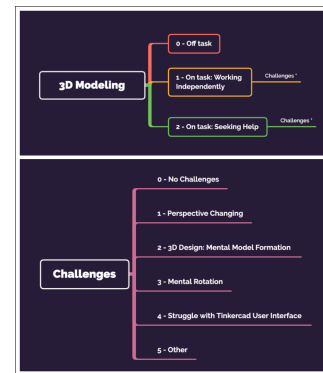 0 - Off task
3D Modeling
1 - On task: Working
Independently
Challenges *
2 - On task: Seeking Help
Challenges *
0 - No Challenges
1 - Perspective Changing
2 - 3D Design: Mental Model Formation
Challenges
3 - Mental Rotation
4 - Struggle with Tinkercad User Interface
5 - Other